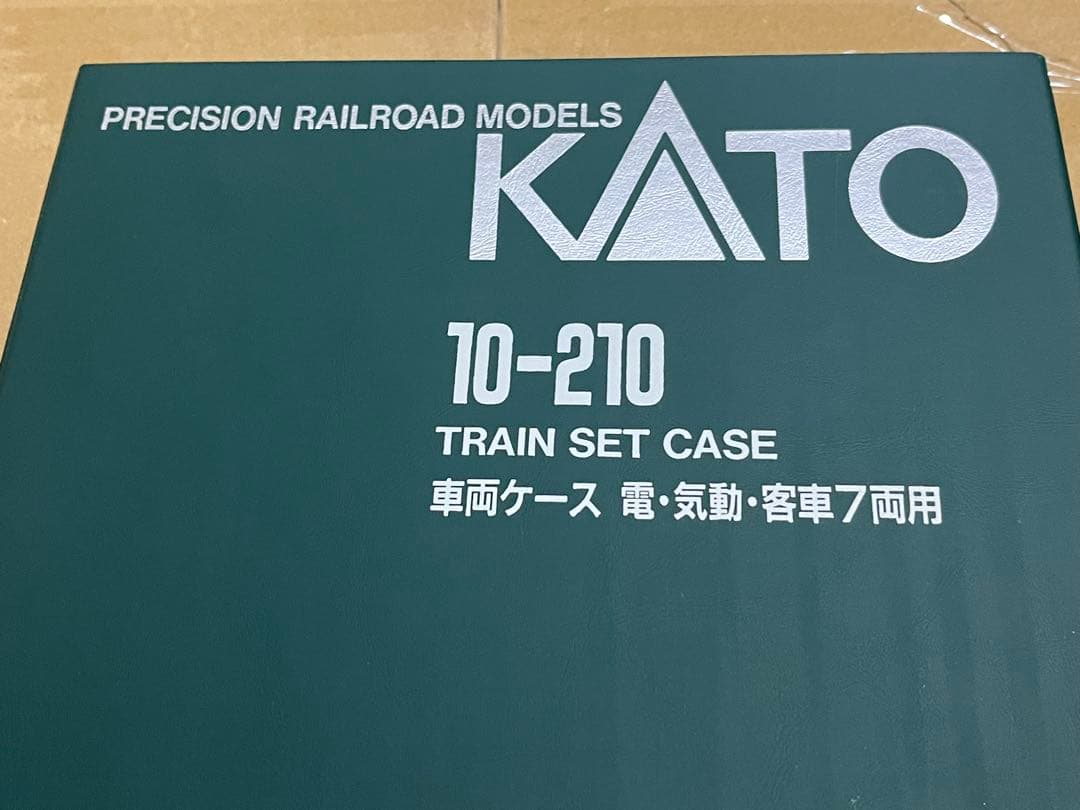 PRECISION RAILROAD MODELS
KATO
10-210
TRAIN SET CASE
車両ケース 電・気動・客車7両用